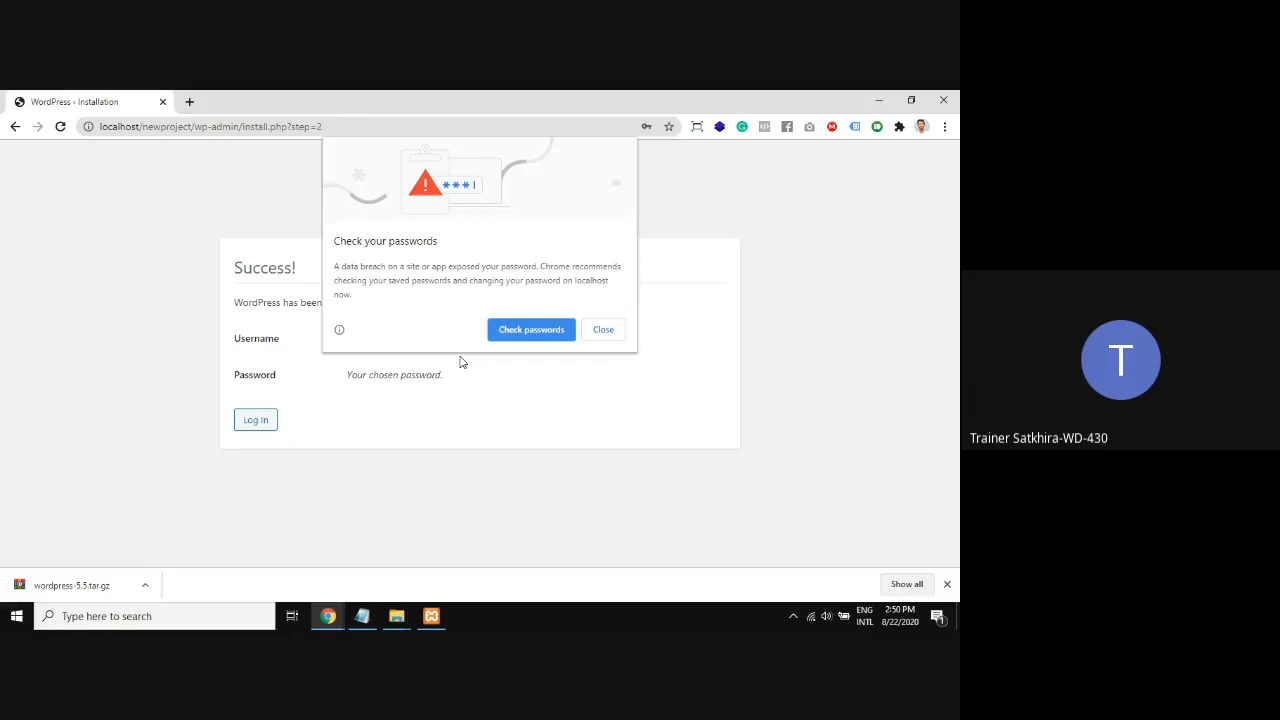 WordPress › Installation
localhost/newproject/wp-admin/install.php?step=2
***|
Check your passwords
A data breach on a site or app exposed your password. Chrome recommends
checking your saved passwords and changing your password on localhost
now.
Check passwords
Close
Success!
WordPress has been
Username
Password
Your chosen password.
Log In
T
Trainer Satkhira-WD-430
wordpress-5.5.tar.gz
Show all
Type here to search
ENG
INTL
2:50 PM
8/22/2020
1